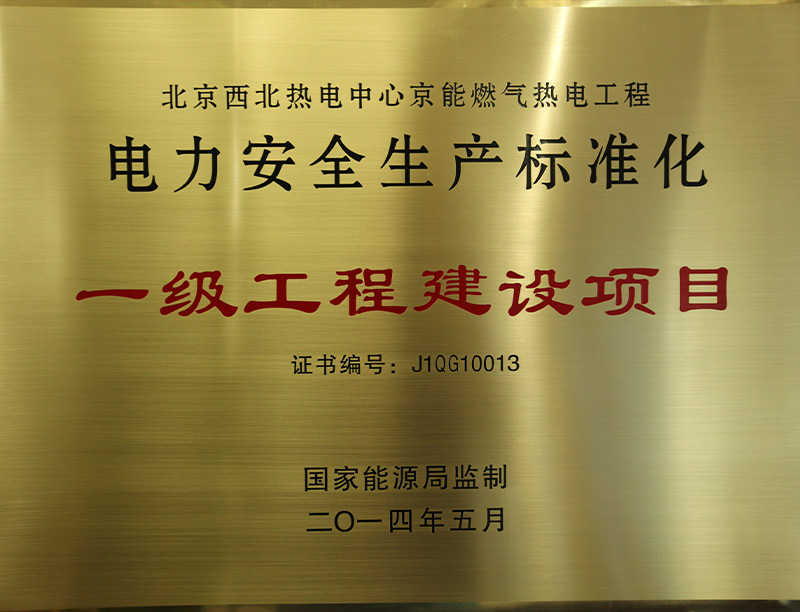 北京西北热电中心京能燃气热电工程
电力安全生产标准化
一级工程建设项目
证书编号：J1QG10013
国家能源局监制
二〇一四年五月